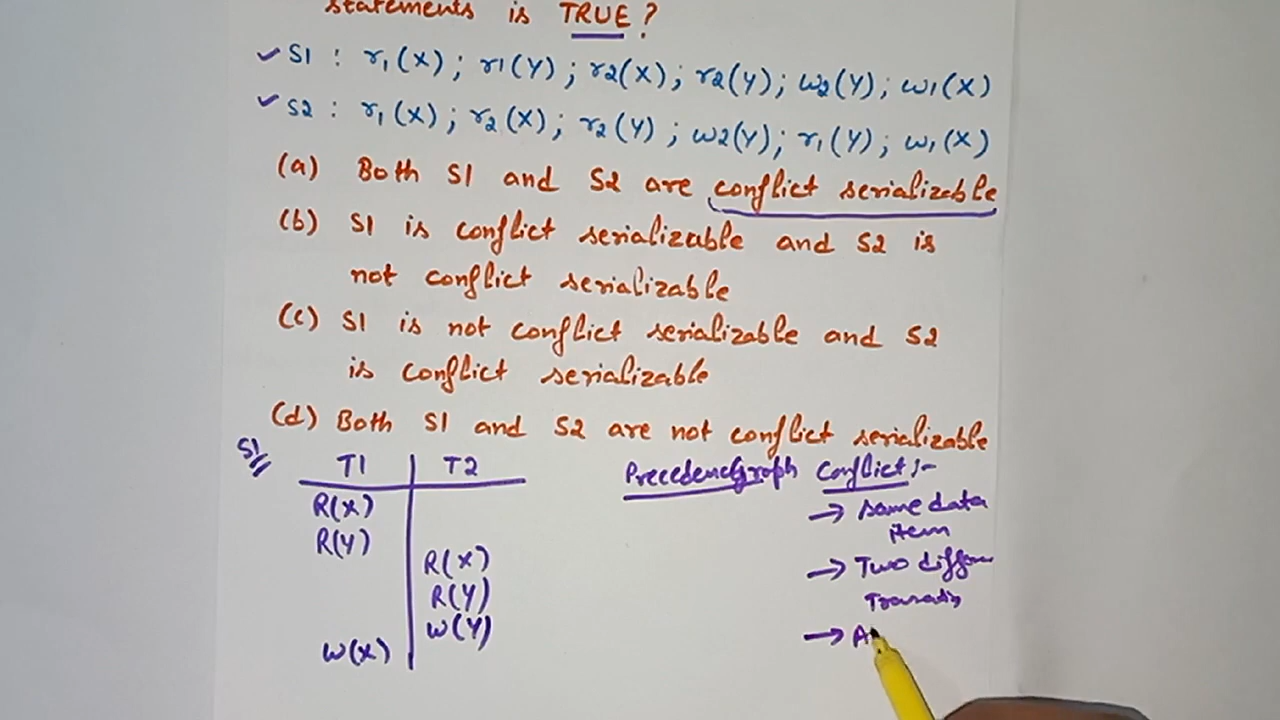 statements is TRUE?
S1 : r1(X); r1(Y); r2(X); r2(Y); w2(Y); w1(X)
S2 : r1(X); r2(X); r2(Y); w2(Y); r1(Y); w1(X)
(a) Both S1 and S2 are conflict serializable
(b) S1 is conflict serializable and S2 is
not conflict serializable
(c) S1 is not conflict serializable and S2
is conflict serializable
(d) Both S1 and S2 are not conflict serializable
S1
T1 T2
R(X)
R(Y)
R(X)
R(Y)
W(Y)
W(X)
Conflict :-
→ same data
item
→ Two
→ A